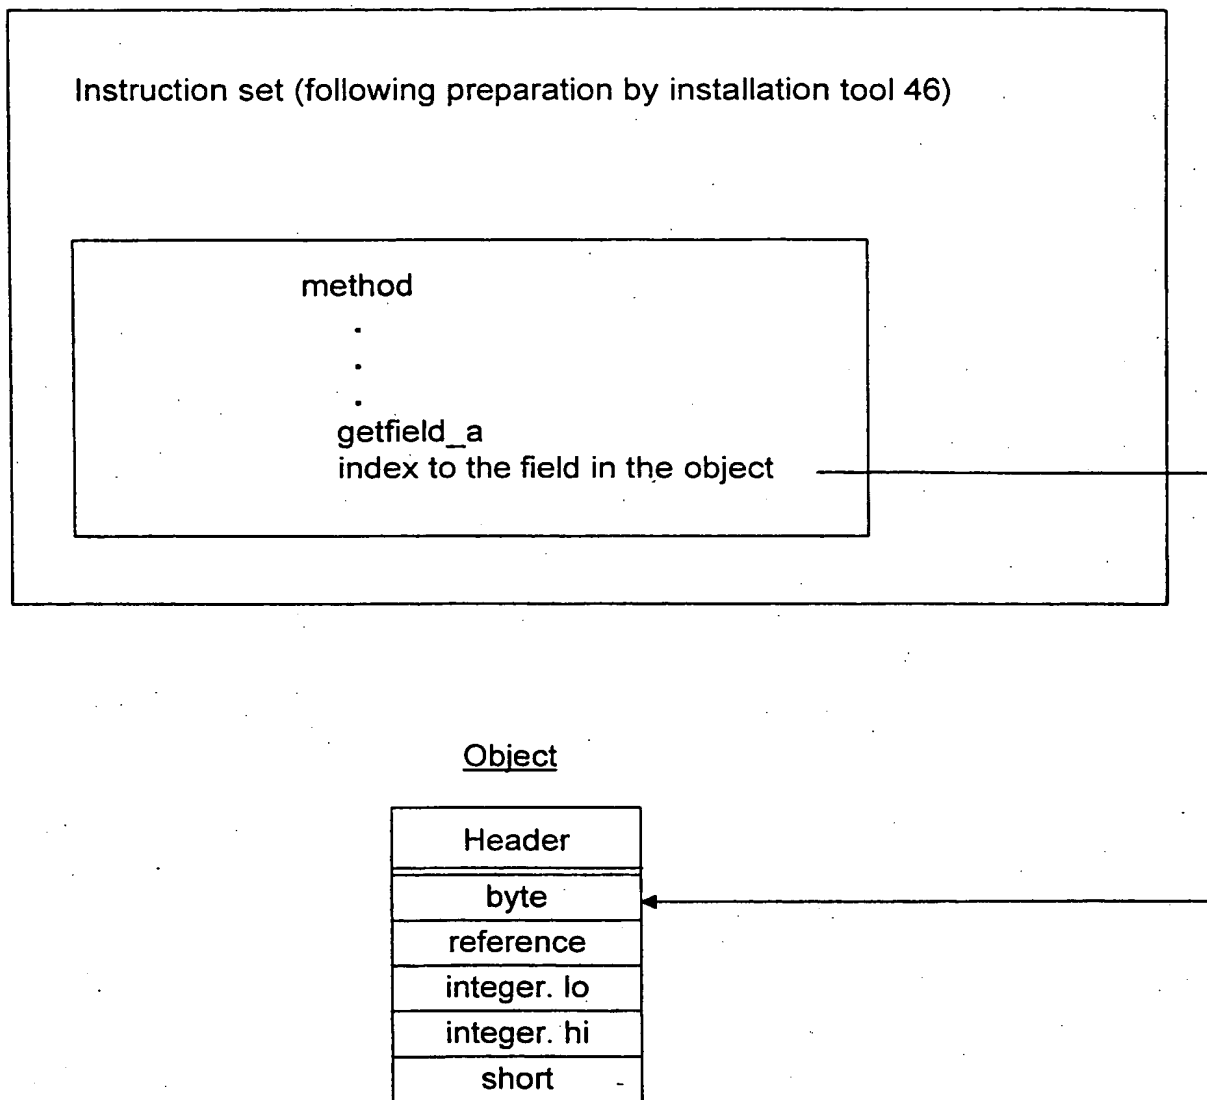 Instruction set (following preparation by installation tool 46)
method
.
.
.
getfield_a
index to the field in the object
Object
Header
byte
reference
integer. lo
integer. hi
short